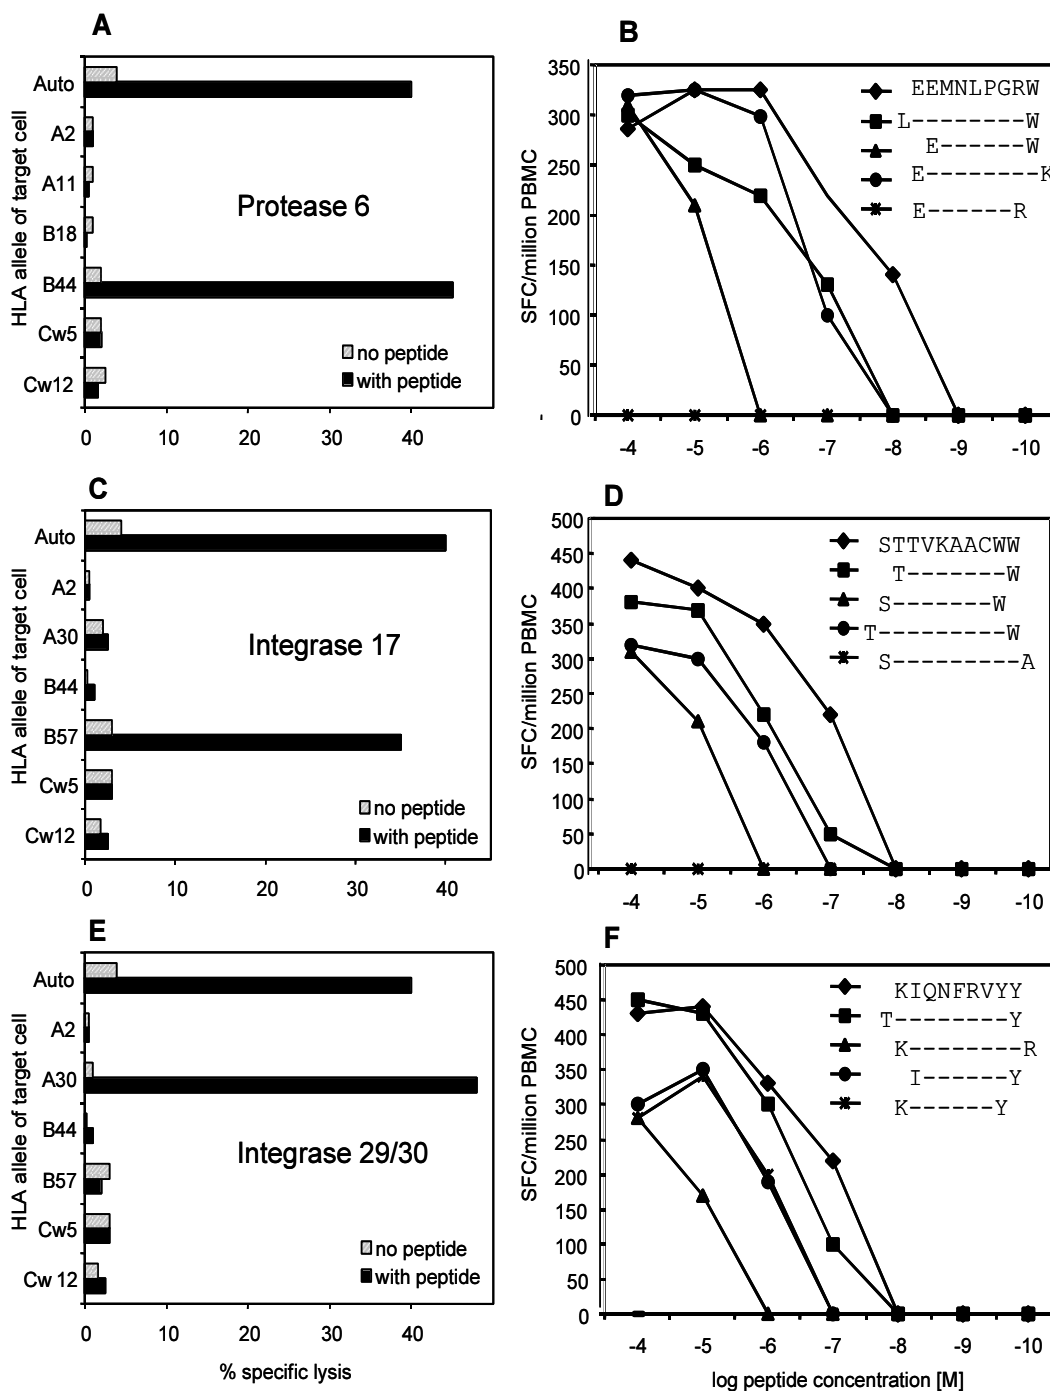 A
HLA allele of target cell
Auto
A2
A11
B18
B44
Cw5
Cw12
Protease 6
no peptide
with peptide
0 10 20 30 40
B
SFC/million PBMC
350
300
250
200
150
100
50
0
-
-4 -5 -6 -7 -8 -9 -10
EEMNLPGRW
L--------W
E------W
E--------K
E------R
C
HLA allele of target cell
Auto
A2
A30
B44
B57
Cw5
Cw12
Integrase 17
no peptide
with peptide
0 10 20 30 40
D
SFC/million PBMC
500
450
400
350
300
250
200
150
100
50
0
-4 -5 -6 -7 -8 -9 -10
STTVKAACWW
T-------W
S-------W
T---------W
S---------A
E
HLA allele of target cell
Auto
A2
A30
B44
B57
Cw5
Cw 12
Integrase 29/30
no peptide
with peptide
0 10 20 30 40
% specific lysis
F
SFC/million PBMC
500
450
400
350
300
250
200
150
100
50
0
-4 -5 -6 -7 -8 -9 -10
KIQNFRVYY
T--------Y
K--------R
I------Y
K------Y
log peptide concentration [M]